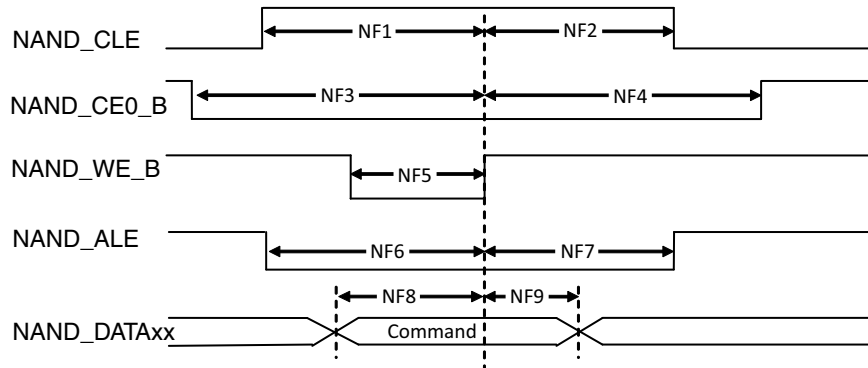 NAND_CLE NF1 NF2
NAND_CE0_B NF3 NF4
NAND_WE_B NF5
NAND_ALE NF6 NF7
NF8 NF9
NAND_DATAxx Command